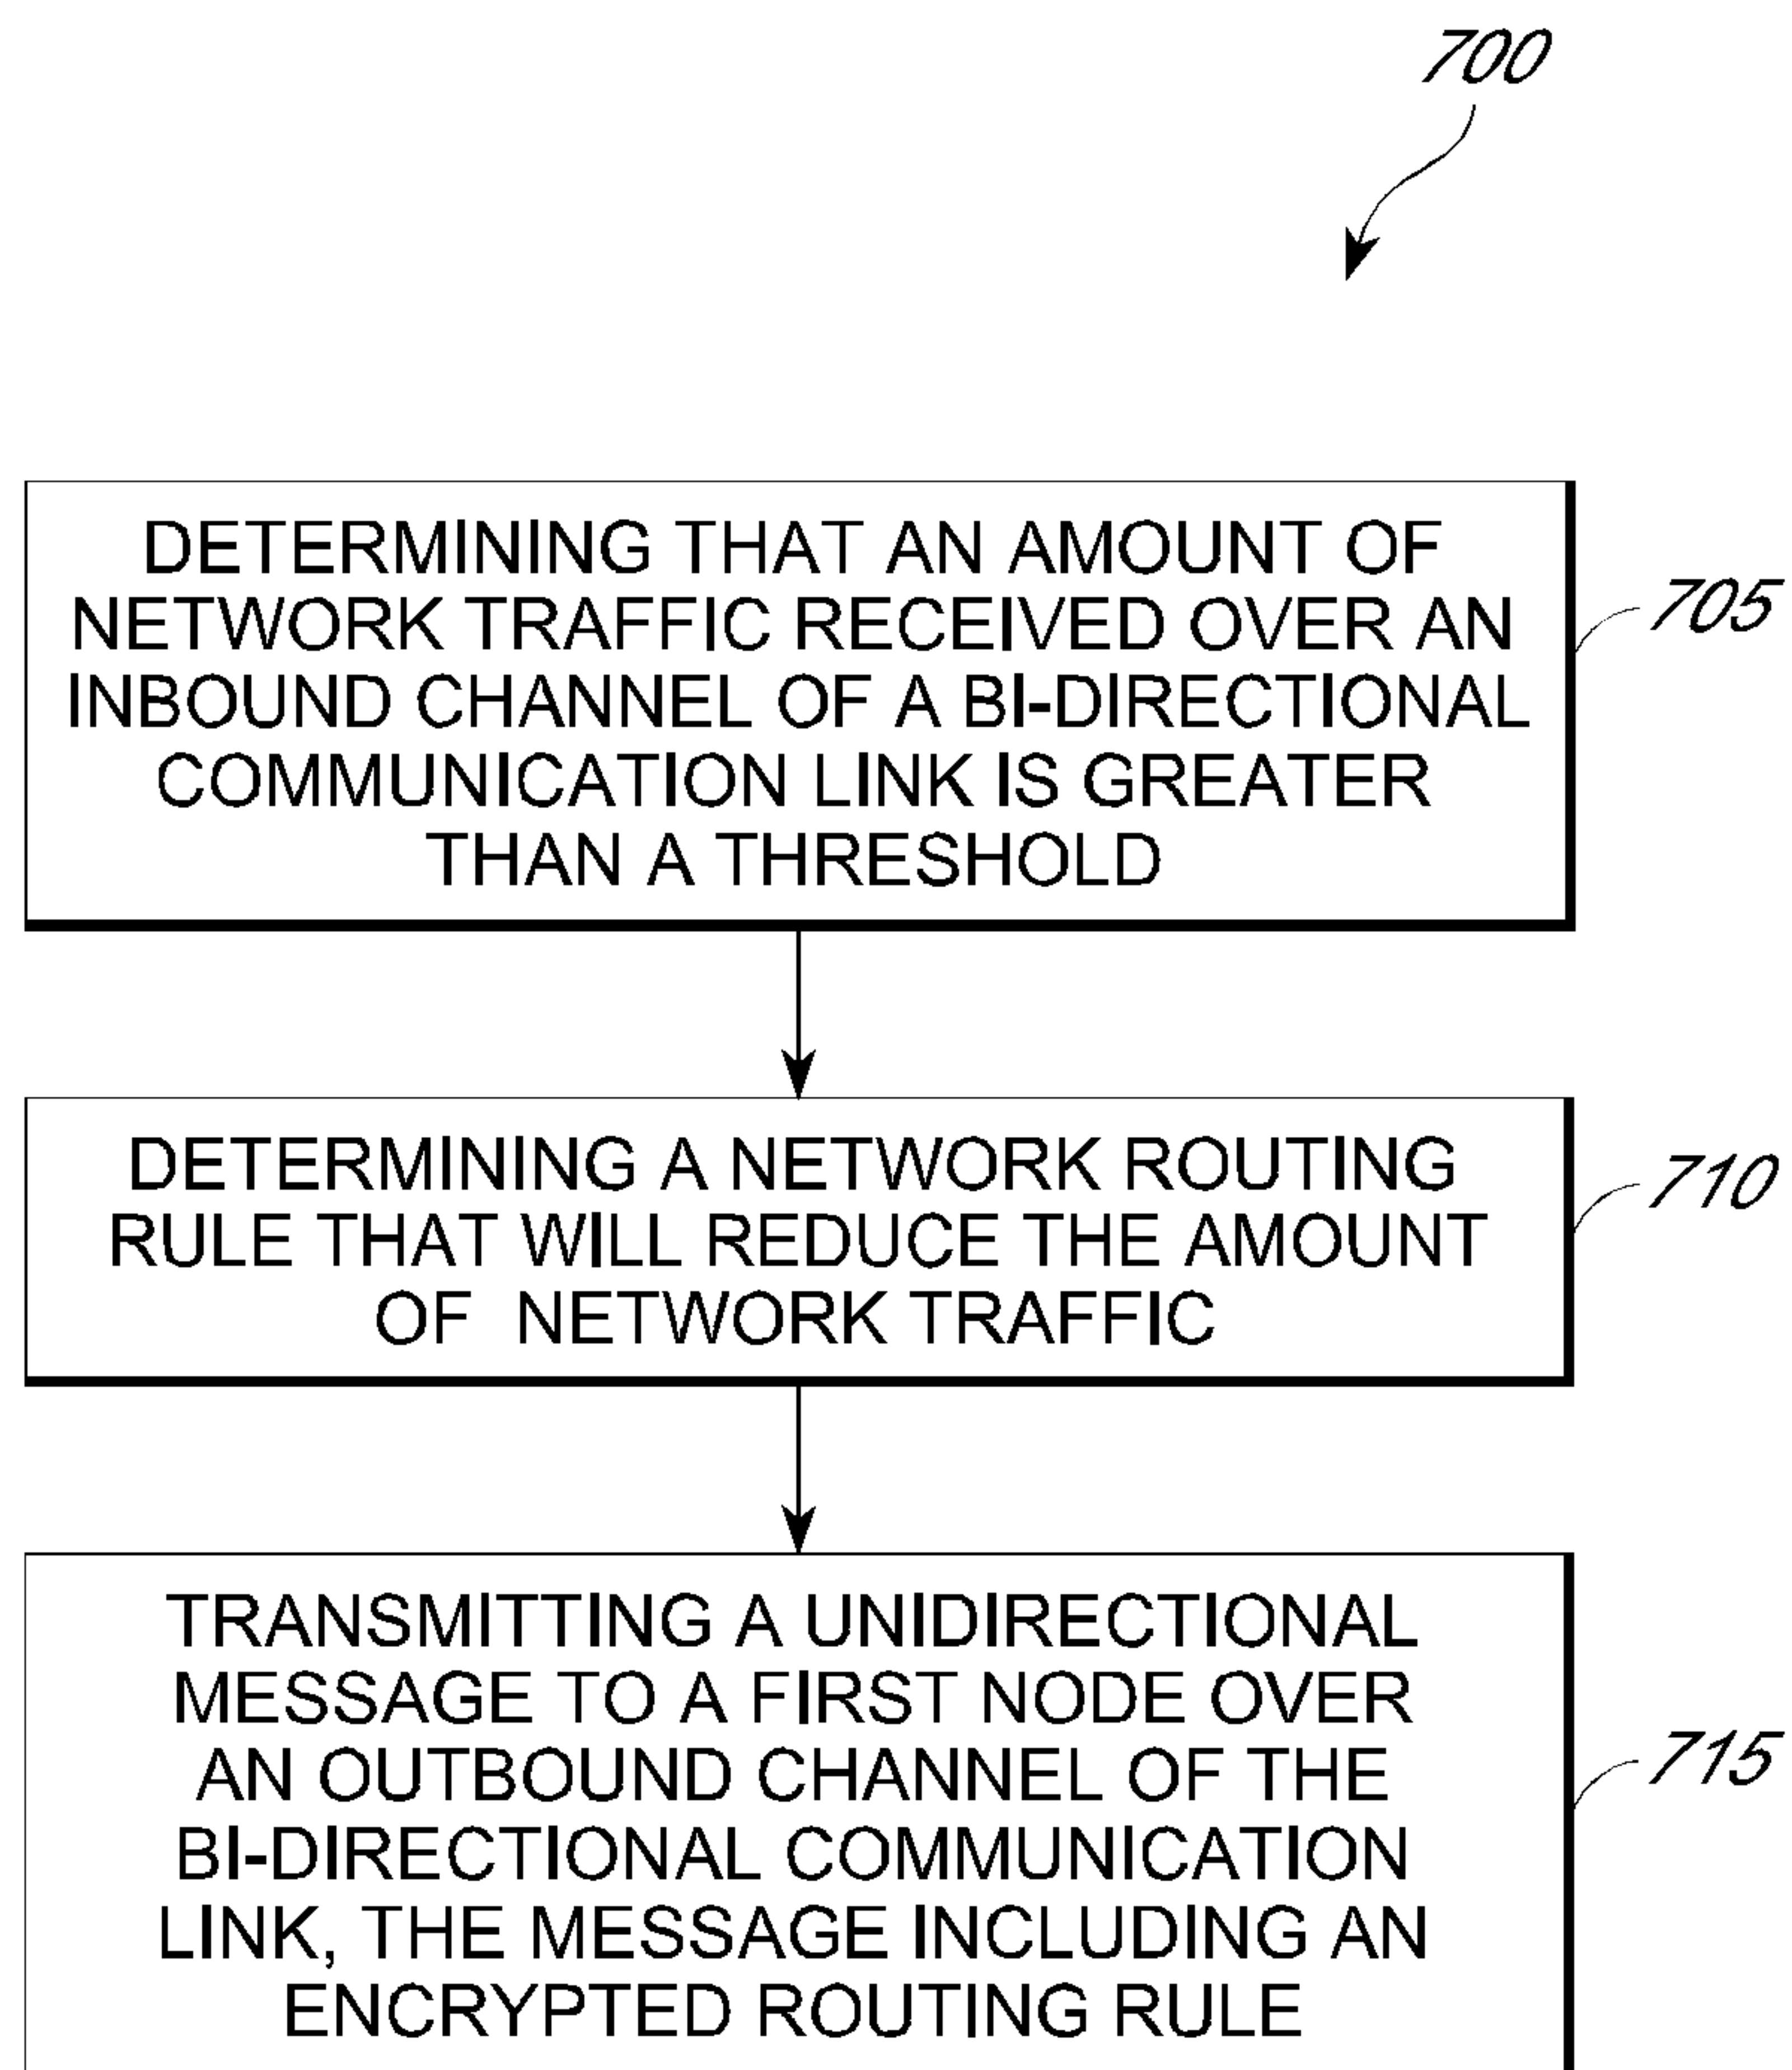 700
DETERMINING THAT AN AMOUNT OF
NETWORK TRAFFIC RECEIVED OVER AN
INBOUND CHANNEL OF A BI-DIRECTIONAL
COMMUNICATION LINK IS GREATER
THAN A THRESHOLD
705
DETERMINING A NETWORK ROUTING
RULE THAT WILL REDUCE THE AMOUNT
OF NETWORK TRAFFIC
710
TRANSMITTING A UNIDIRECTIONAL
MESSAGE TO A FIRST NODE OVER
AN OUTBOUND CHANNEL OF THE
BI-DIRECTIONAL COMMUNICATION
LINK, THE MESSAGE INCLUDING AN
ENCRYPTED ROUTING RULE
715